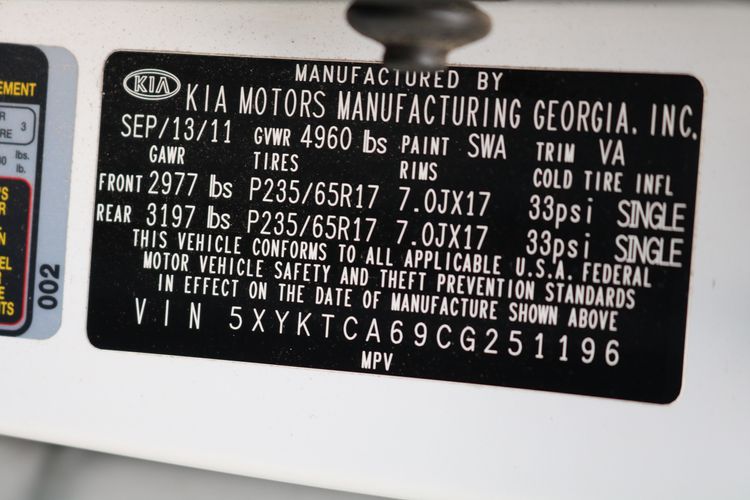 MANUFACTURED BY
KIA KIA MOTORS MANUFACTURING GEORGIA, INC.
SEP/13/11 GVWR 4960 lbs PAINT SWA TRIM VA
GAWR TIRES RIMS COLD TIRE INFL
FRONT 2977 lbs P235/65R17 7.0JX17 33psi SINGLE
REAR 3197 lbs P235/65R17 7.0JX17 33psi SINGLE
THIS VEHICLE CONFORMS TO ALL APPLICABLE U.S.A. FEDERAL
MOTOR VEHICLE SAFETY AND THEFT PREVENTION STANDARDS
IN EFFECT ON THE DATE OF MANUFACTURE SHOWN ABOVE
VIN 5XYKTCA69CG251196
MPV
EMENT
3
lbs.
lb.
002